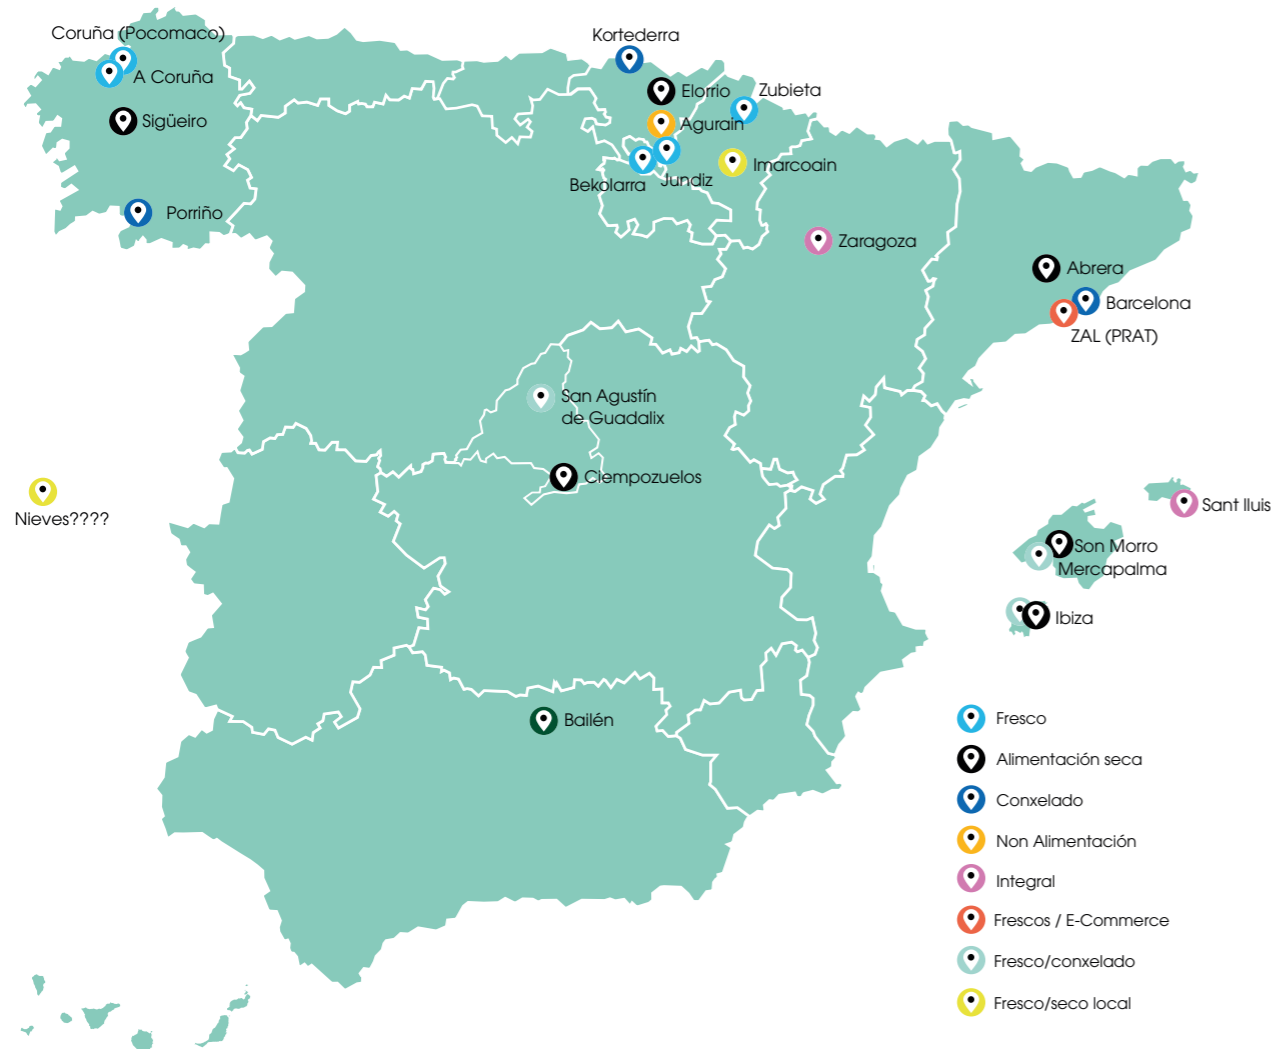 Coruña (Pocomaco)
A Coruña
Sigüeiro
Porriño
Kortederra
Elorrio
Zubieta
Agurain
Imarcoain
Bekolarra
Jundiz
Zaragoza
Abrera
Barcelona
ZAL (PRAT)
San Agustín
de Guadalix
Ciempozuelos
Nieves????
Sant lluis
Son Morro
Mercapalma
Ibiza
Bailén
Fresco
Alimentación seca
Conxelado
Non Alimentación
Integral
Frescos / E-Commerce
Fresco/conxelado
Fresco/seco local